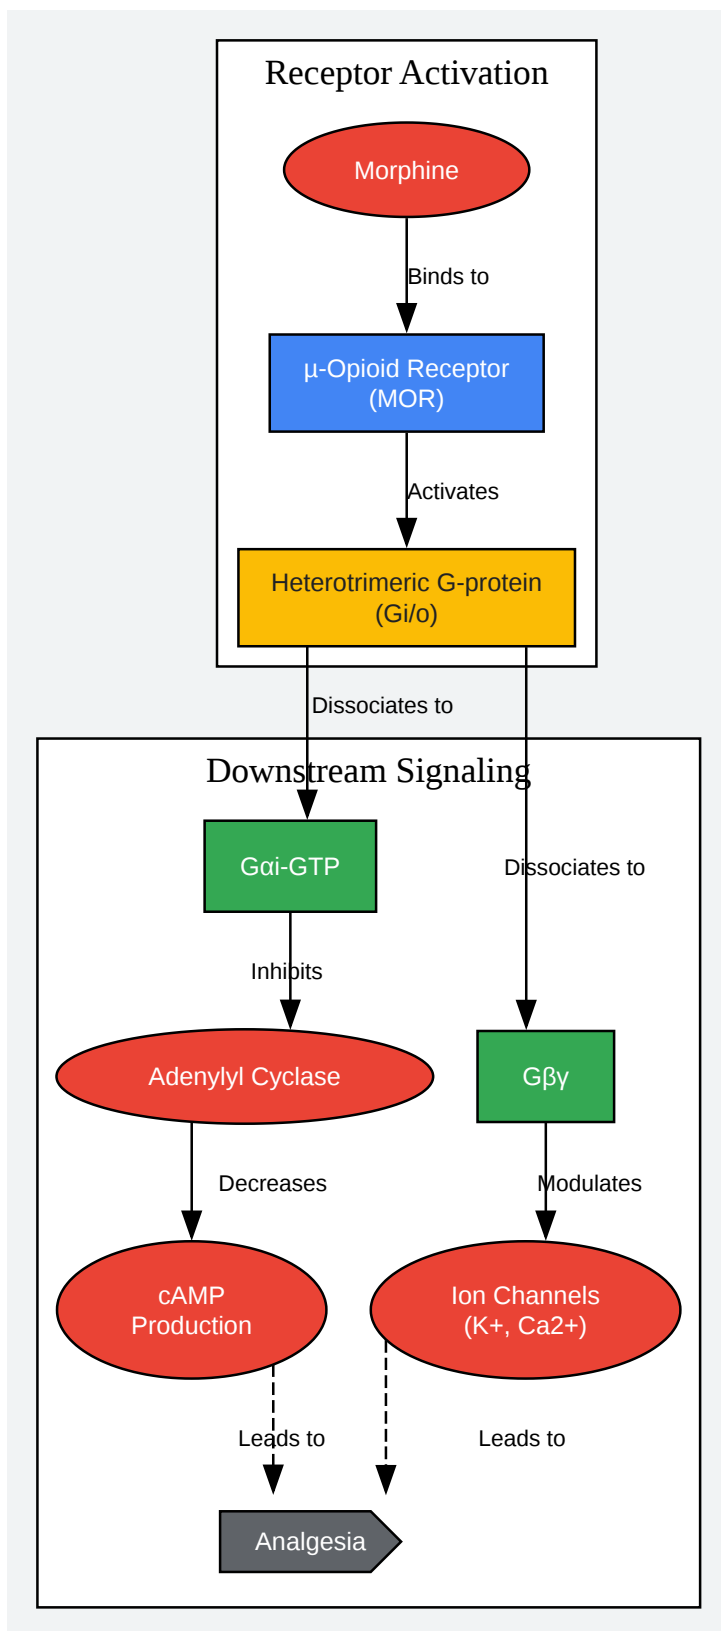 Receptor Activation
Morphine
Binds to
µ-Opioid Receptor
(MOR)
Activates
Heterotrimeric G-protein
(Gi/o)
Dissociates to
Downstream Signaling
Gαi-GTP
Dissociates to
Inhibits
Adenylyl Cyclase
Gβγ
Decreases
Modulates
cAMP
Production
Ion Channels
(K+, Ca2+)
Leads to
Leads to
Analgesia